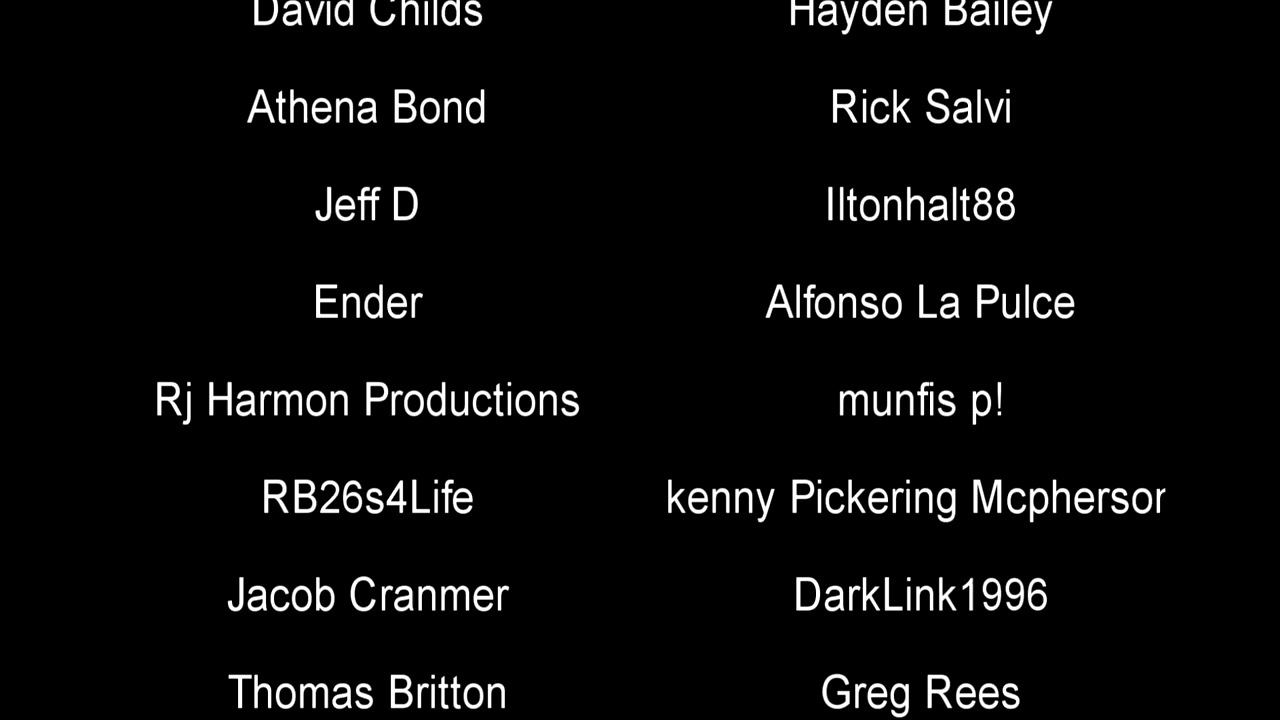 David Childs
Hayden Bailey
Athena Bond
Rick Salvi
Jeff D
Iltonhalt88
Ender
Alfonso La Pulce
Rj Harmon Productions
munfis p!
RB26s4Life
kenny Pickering Mcpherson
Jacob Cranmer
DarkLink1996
Thomas Britton
Greg Rees